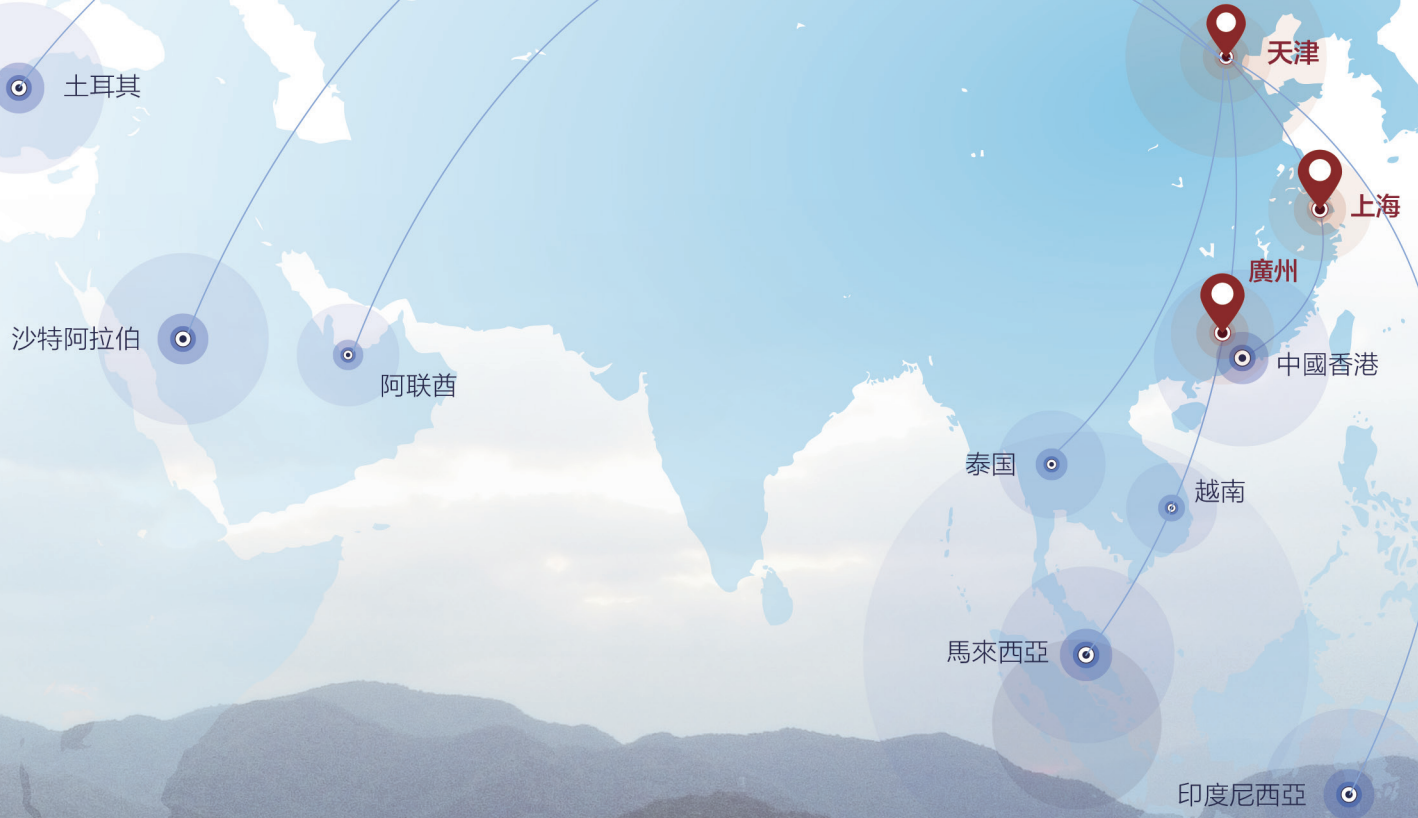 天津
土耳其
上海
廣州
沙特阿拉伯
中國香港
阿联酋
泰国
越南
馬來西亞
印度尼西亞